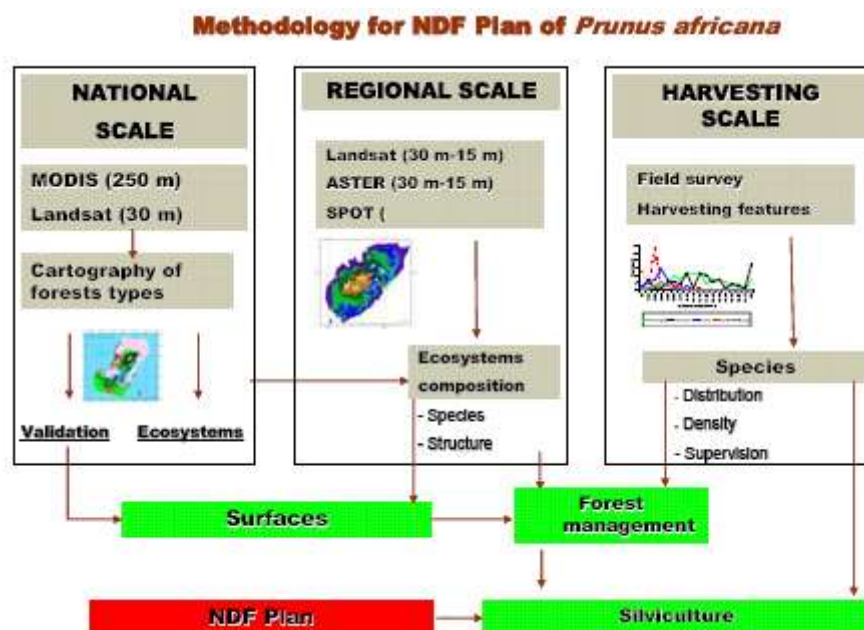 Methodology for NDF Plan of Prunus africana
NATIONAL
SCALE
MODIS (250 m)
Landsat (30 m)
Cartography of
forests types
Validation
Ecosystems
REGIONAL SCALE
Landsat (30 m-15 m)
ASTER (30 m-15 m)
SPOT (
Ecosystems
composition
- Species
- Structure
HARVESTING
SCALE
Field survey
Harvesting features
Species
- Distribution
- Density
- Supervision
Surfaces
Forest
management
NDF Plan
Silviculture